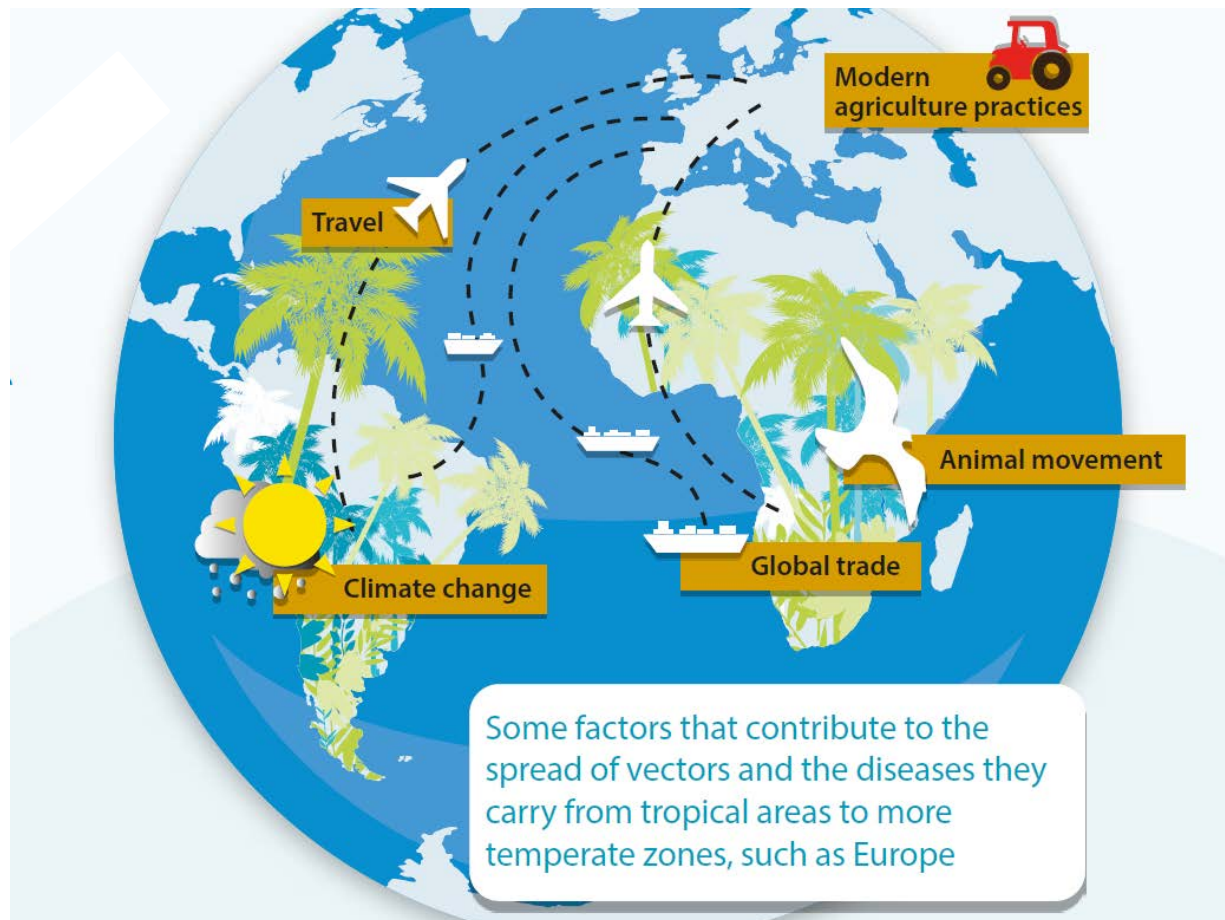 Modern
agriculture practices
Travel
Animal movement
Global trade
Climate change
Some factors that contribute to the
spread of vectors and the diseases they
carry from tropical areas to more
temperate zones, such as Europe